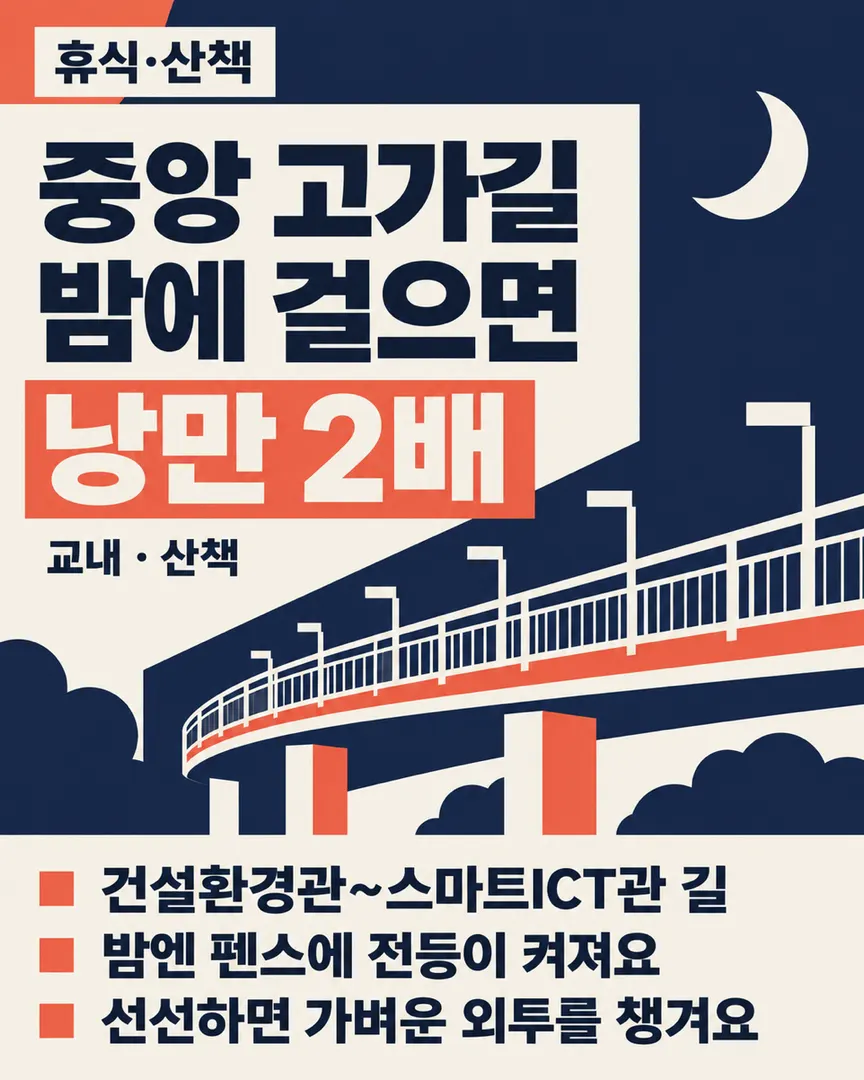 휴식·산책
중앙 고가길
밤에 걸으면
낭만 2배
교내 · 산책
건설환경관~스마트ICT관 길
밤엔 펜스에 전등이 켜져요
선선하면 가벼운 외투를 챙겨요